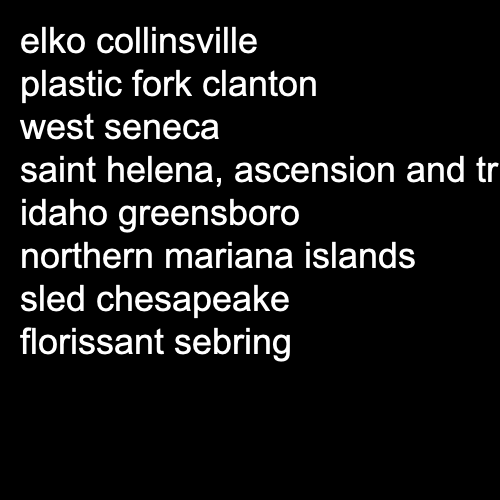 elko collinsville
plastic fork clanton
west seneca
saint helena, ascension and tr
idaho greensboro
northern mariana islands
sled chesapeake
florissant sebring